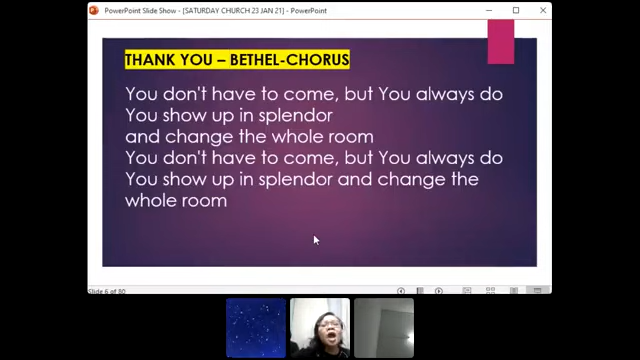 PowerPoint Slide Show - [SATURDAY CHURCH 23 JAN 21] - PowerPoint
THANK YOU – BETHEL-CHORUS
You don't have to come, but You always do
You show up in splendor
and change the whole room
You don't have to come, but You always do
You show up in splendor and change the
whole room
Slide 6 of 80